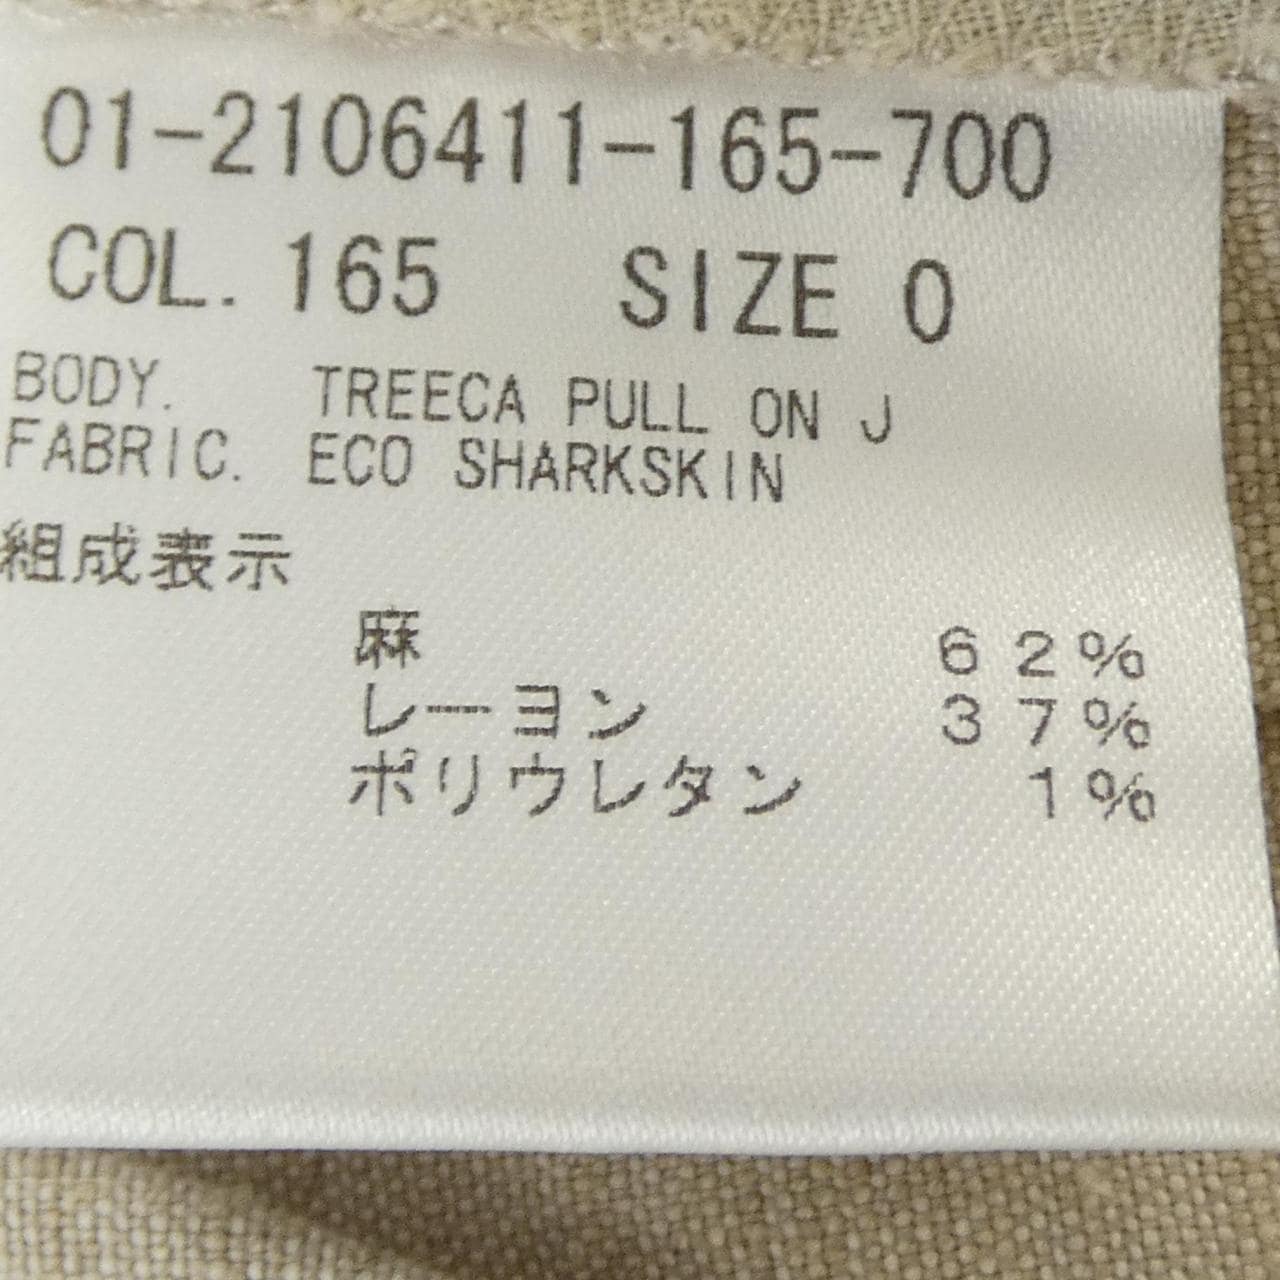 01-2106411-165-700
COL. 165 SIZE 0
BODY. TREECA PULL ON J
FABRIC. ECO SHARKSKIN
組成表示
麻 62%
レーヨン 37%
ポリウレタン 1%